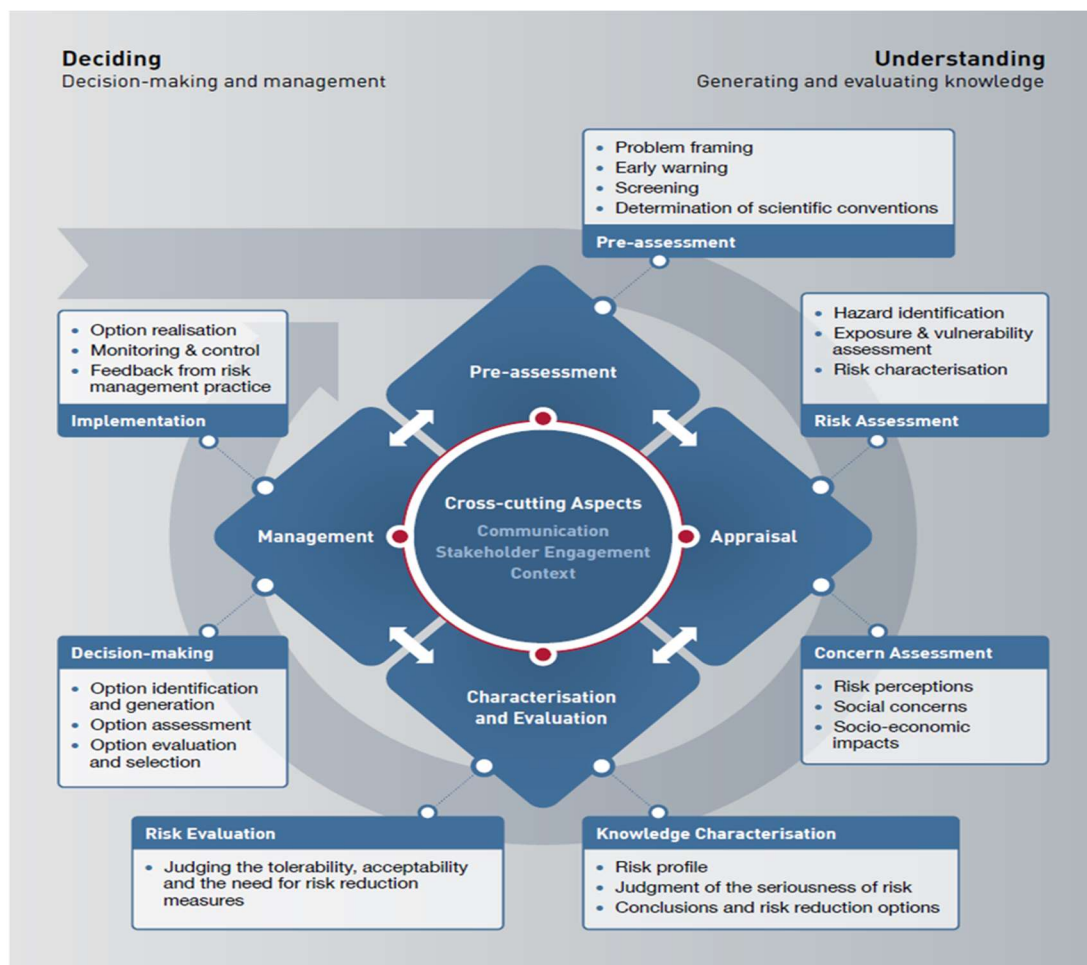 Deciding
Decision-making and management
Understanding
Generating and evaluating knowledge
• Problem framing
• Early warning
• Screening
• Determination of scientific conventions
Pre-assessment
• Option realisation
• Monitoring & control
• Feedback from risk
management practice
Implementation
• Hazard identification
• Exposure & vulnerability
assessment
• Risk characterisation
Risk Assessment
Pre-assessment
Management
Cross-cutting Aspects
Communication
Stakeholder Engagement
Context
Appraisal
Characterisation
and Evaluation
Decision-making
• Option identification
and generation
• Option assessment
• Option evaluation
and selection
Concern Assessment
• Risk perceptions
• Social concerns
• Socio-economic
impacts
Risk Evaluation
• Judging the tolerability, acceptability
and the need for risk reduction
measures
Knowledge Characterisation
• Risk profile
• Judgment of the seriousness of risk
• Conclusions and risk reduction options